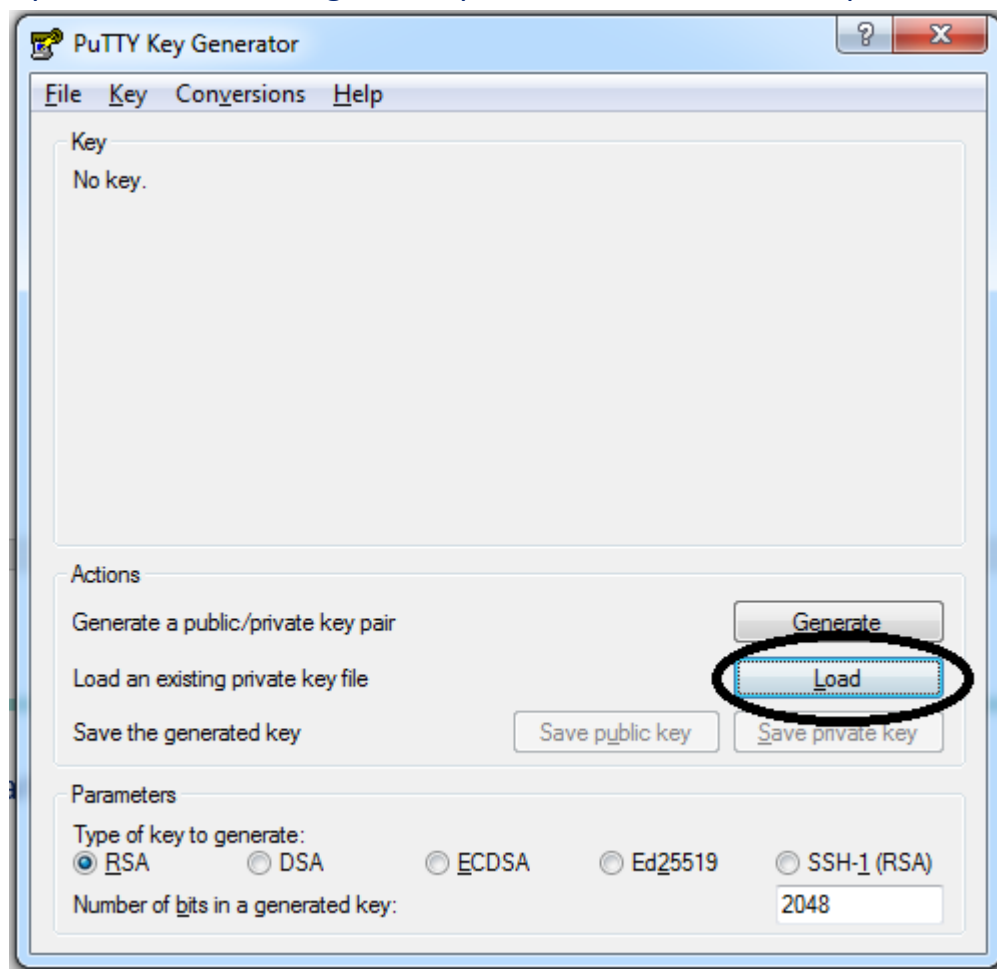 PuTTY Key Generator
File Key Conversions Help
Key
No key.
Actions
Generate a public/private key pair Generate
Load an existing private key file Load
Save the generated key Save public key Save private key
Parameters
Type of key to generate:
RSA DSA ECDSA Ed25519 SSH-1 (RSA)
Number of bits in a generated key: 2048